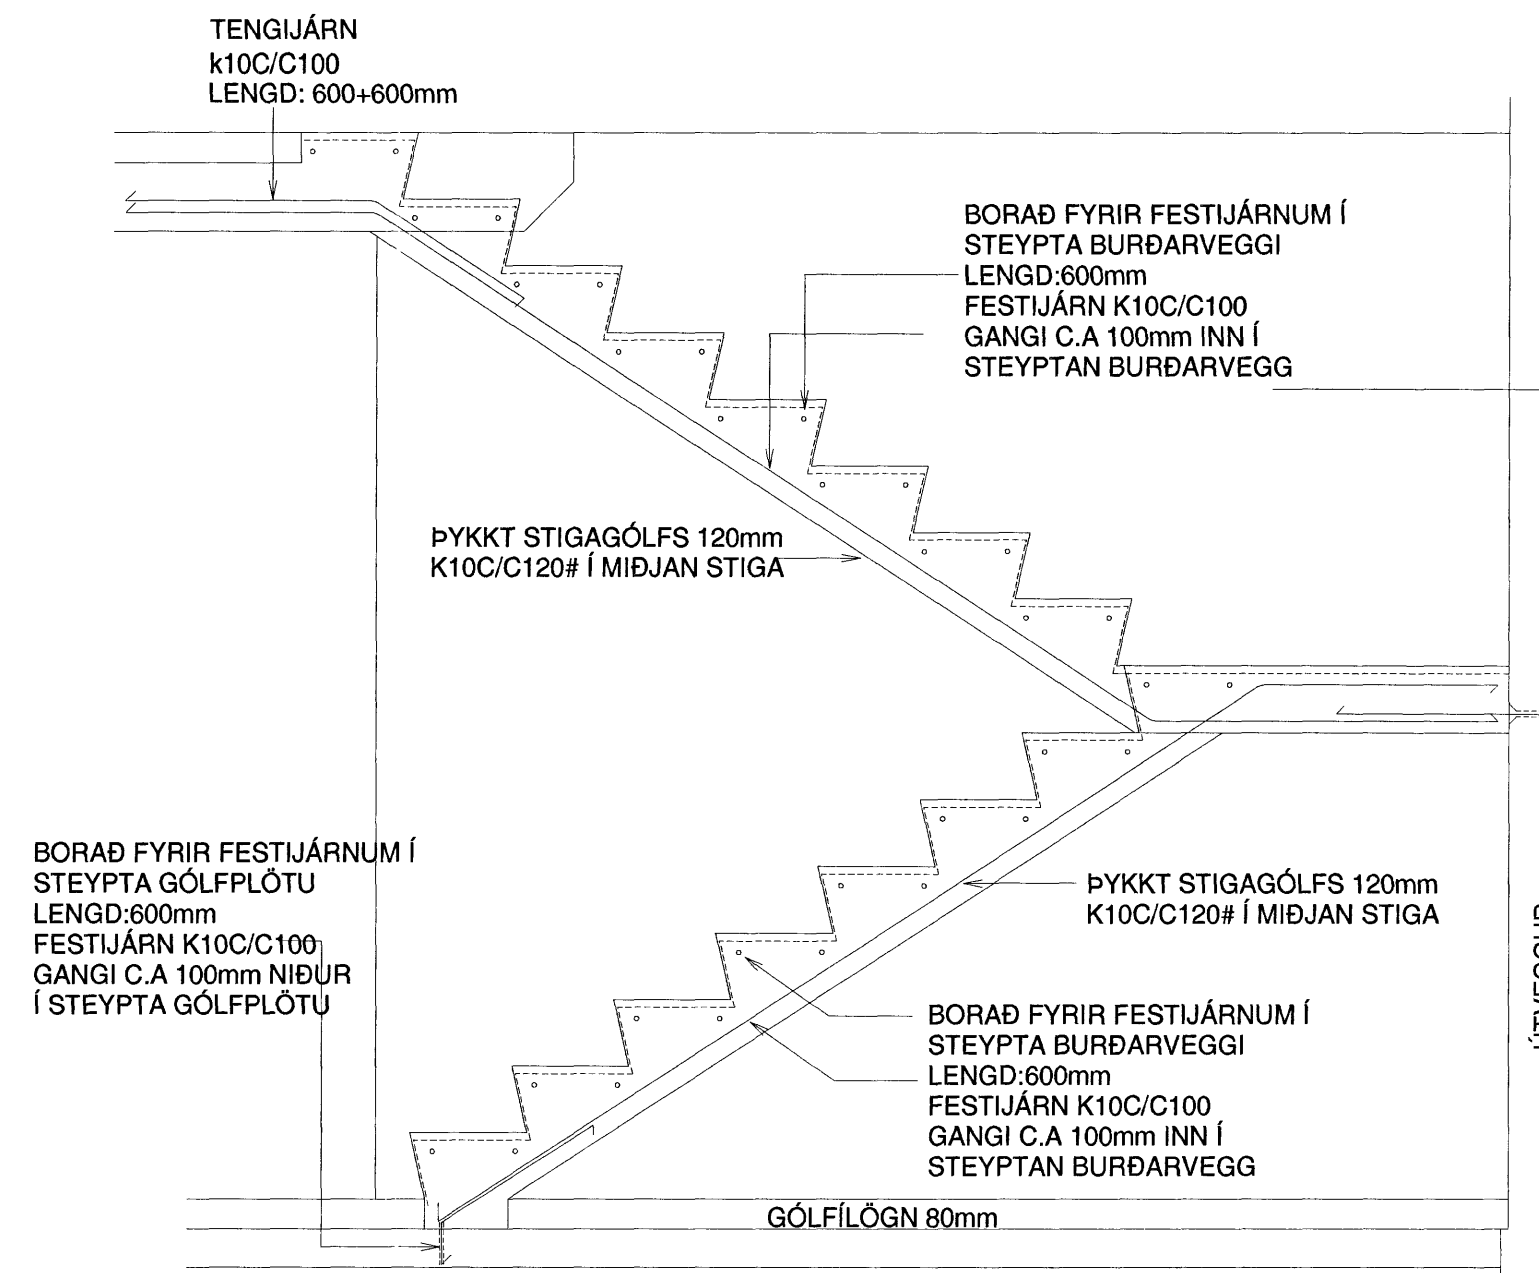 TENGIJÁRN
k10C/C100
LENGD: 600+600mm
BORAÐ FYRIR FESTIJÁRNUM Í
STEYPTA BURÐARVEGGI
LENGD:600mm
FESTIJÁRN K10C/C100
GANGI C.A 100mm INN Í
STEYPTAN BURÐARVEGG
ÞYKKT STIGAGÓLFS 120mm
K10C/C120# Í MIÐJAN STIGA
BORAÐ FYRIR FESTIJÁRNUM Í
STEYPTA GÓLFPLÖTU
LENGD:600mm
FESTIJÁRN K10C/C100
GANGI C.A 100mm NIÐUR
Í STEYPTA GÓLFPLÖTU
ÞYKKT STIGAGÓLFS 120mm
K10C/C120# Í MIÐJAN STIGA
BORAÐ FYRIR FESTIJÁRNUM Í
STEYPTA BURÐARVEGGI
LENGD:600mm
FESTIJÁRN K10C/C100
GANGI C.A 100mm INN Í
STEYPTAN BURÐARVEGG
GÓLFÍLÖGN 80mm